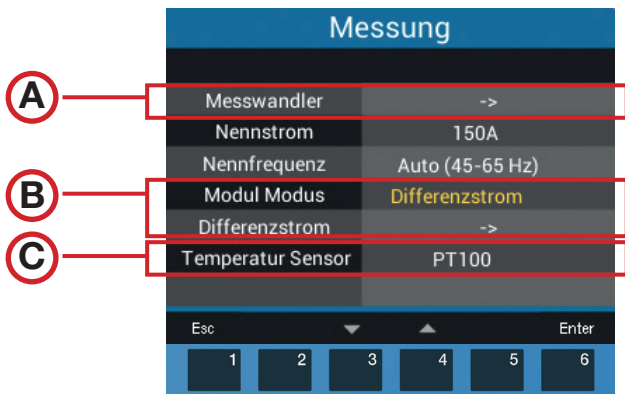 Messung
A
Messwandler ->
Nennstrom 150A
Nennfrequenz Auto (45-65 Hz)
B
Modul Modus Differenzstrom
Differenzstrom ->
C
Temperatur Sensor PT100
Esc Enter
1 2 3 4 5 6